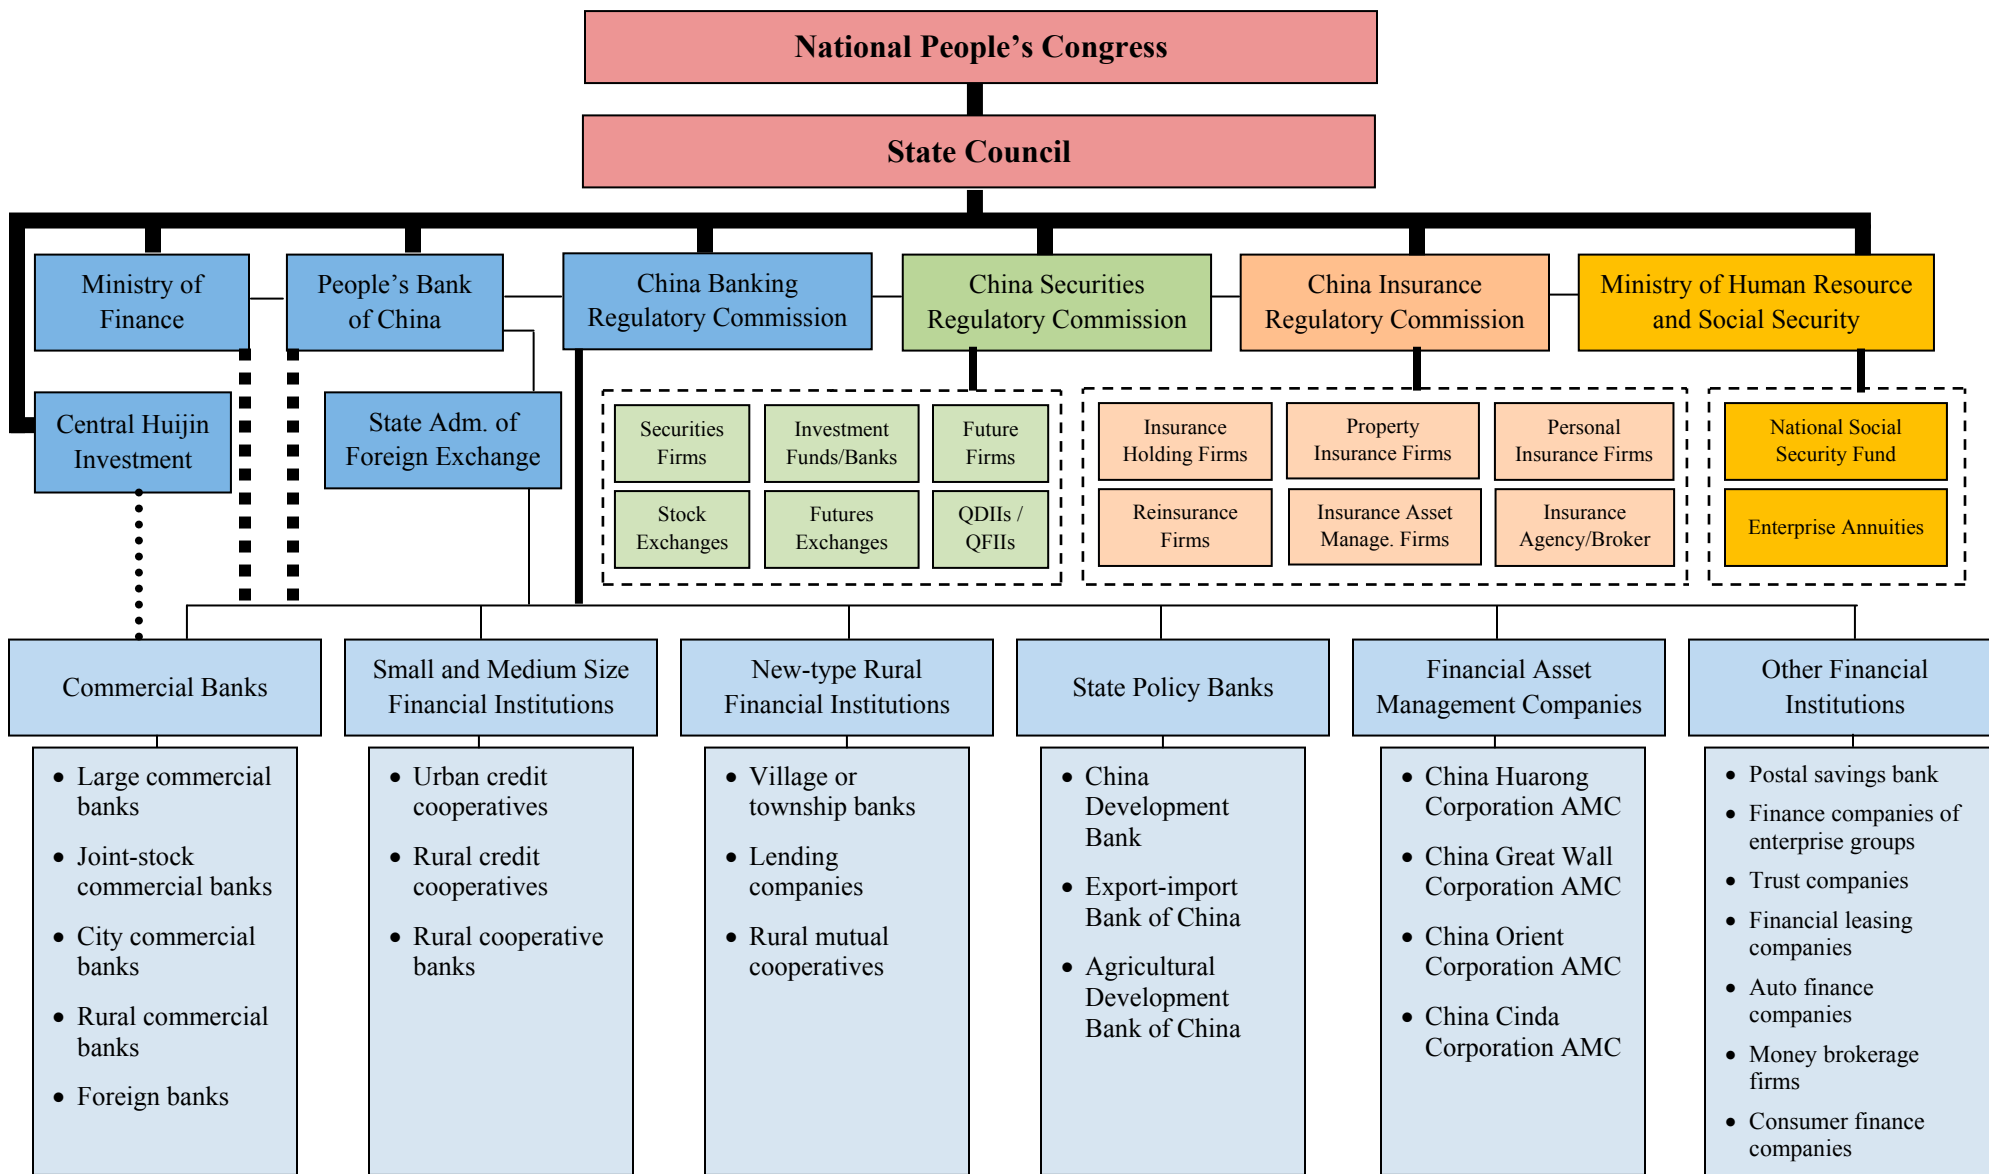 National People’s Congress
State Council
Ministry of
Finance
People’s Bank
of China
China Banking
Regulatory Commission
China Securities
Regulatory Commission
China Insurance
Regulatory Commission
Ministry of Human Resource
and Social Security
Central Huijin
Investment
State Adm. of
Foreign Exchange
Securities
Firms
Investment
Funds/Banks
Future
Firms
Stock
Exchanges
Futures
Exchanges
QDIIs /
QFIIs
Insurance
Holding Firms
Property
Insurance Firms
Personal
Insurance Firms
Reinsurance
Firms
Insurance Asset
Manage. Firms
Insurance
Agency/Broker
National Social
Security Fund
Enterprise Annuities
Commercial Banks
• Large commercial
banks
• Joint-stock
commercial banks
• City commercial
banks
• Rural commercial
banks
• Foreign banks
Small and Medium Size
Financial Institutions
• Urban credit
cooperatives
• Rural credit
cooperatives
• Rural cooperative
banks
New-type Rural
Financial Institutions
• Village or
township banks
• Lending
companies
• Rural mutual
cooperatives
State Policy Banks
• China
Development
Bank
• Export-import
Bank of China
• Agricultural
Development
Bank of China
Financial Asset
Management Companies
• China Huarong
Corporation AMC
• China Great Wall
Corporation AMC
• China Orient
Corporation AMC
• China Cinda
Corporation AMC
Other Financial
Institutions
• Postal savings bank
• Finance companies of
enterprise groups
• Trust companies
• Financial leasing
companies
• Auto finance
companies
• Money brokerage
firms
• Consumer finance
companies